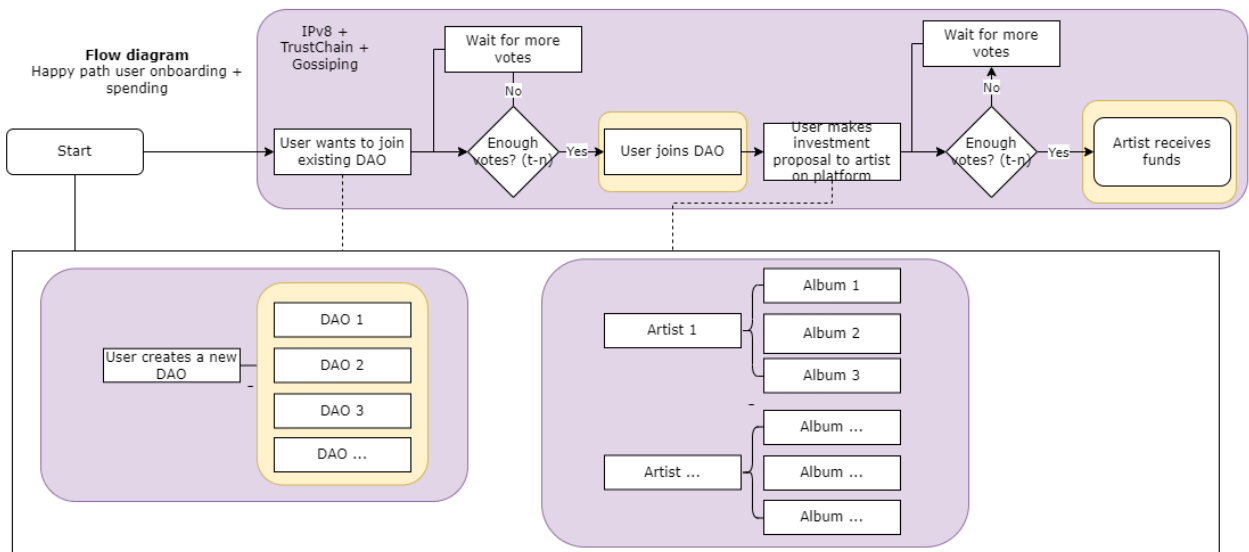 Flow diagram
Happy path user onboarding +
spending
IPv8 +
TrustChain +
Gossiping
Start
User wants to join
existing DAO
Wait for more
votes
No
Enough
votes? (t-n)
Yes
User joins DAO
User makes
investment
proposal to artist
on platform
Wait for more
votes
No
Enough
votes? (t-n)
Yes
Artist receives
funds
User creates a new
DAO
-
DAO 1
DAO 2
DAO 3
DAO ...
Artist 1
Album 1
Album 2
Album 3
-
Artist ...
Album ...
Album ...
Album ...